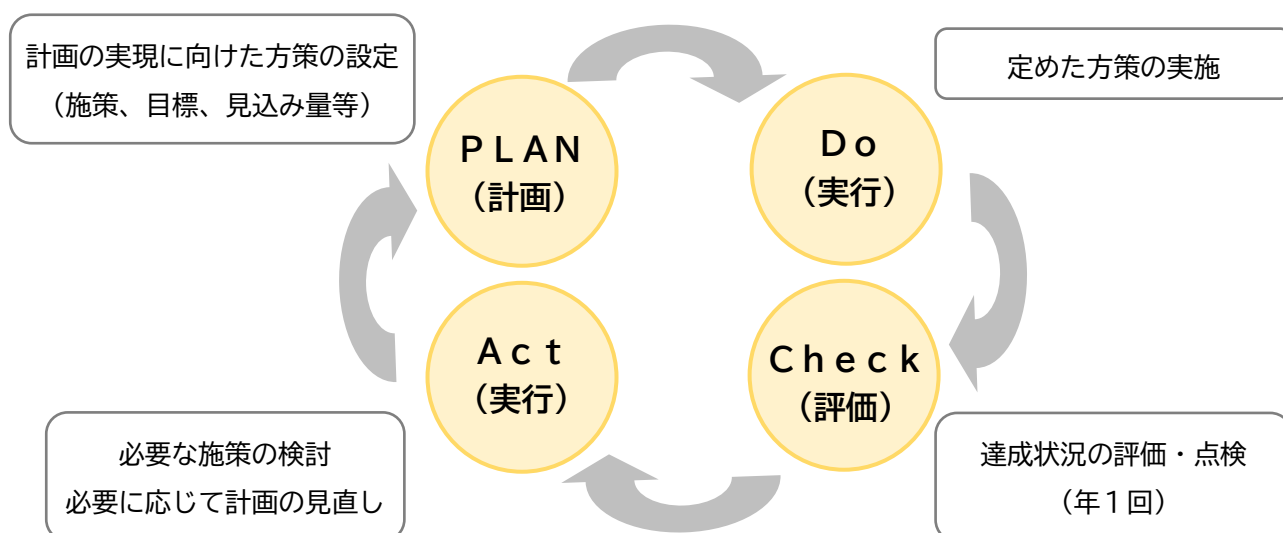 計画の実現に向けた方策の設定
（施策、目標、見込み量等）
定めた方策の実施
ＰＬＡＮ
（計画）
Ｄｏ
（実行）
Ａｃｔ
（実行）
Ｃｈｅｃｋ
（評価）
必要な施策の検討
必要に応じて計画の見直し
達成状況の評価・点検
（年１回）